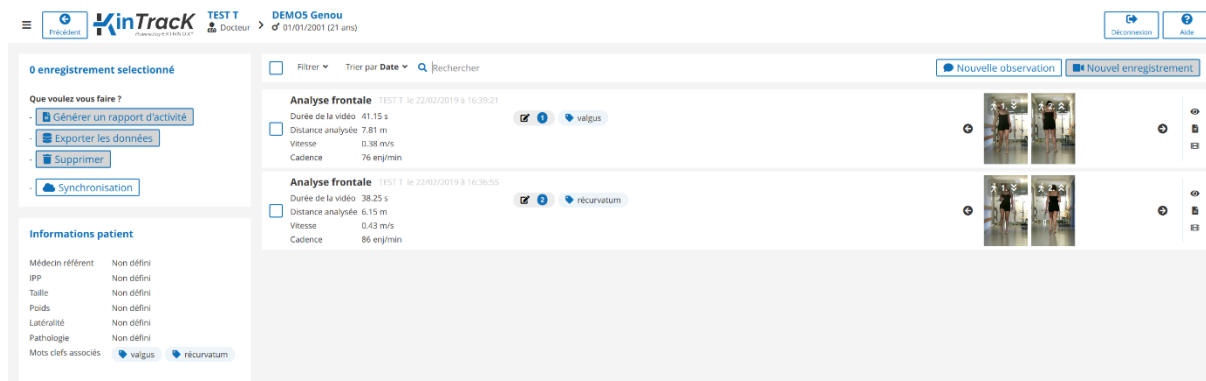 Précédent
KinTrack
TEST T
Docteur
DEMO5 Genou
01/01/2001 (21 ans)
Déconnexion
Aide
0 enregistrement selectionné
Que voulez vous faire ?
- Générer un rapport d'activité
- Exporter les données
- Supprimer
- Synchronisation
Informations patient
Médecin référent Non défini
IPP Non défini
Taille Non défini
Poids Non défini
Latéralité Non défini
Pathologie Non défini
Mots clefs associés valgus récurvatum
Filtrer Trier par Date Rechercher
Nouvelle observation
Nouvel enregistrement
Analyse frontale TEST T le 22/02/2019 à 16:39:21
Durée de la vidéo 41.15 s
Distance analysée 7.81 m
Vitesse 0.38 m/s
Cadence 76 enj/min
1 valgus
1. 2.
Analyse frontale TEST T le 22/02/2019 à 16:36:55
Durée de la vidéo 38.25 s
Distance analysée 6.15 m
Vitesse 0.43 m/s
Cadence 86 enj/min
2 récurvatum
1. 2.